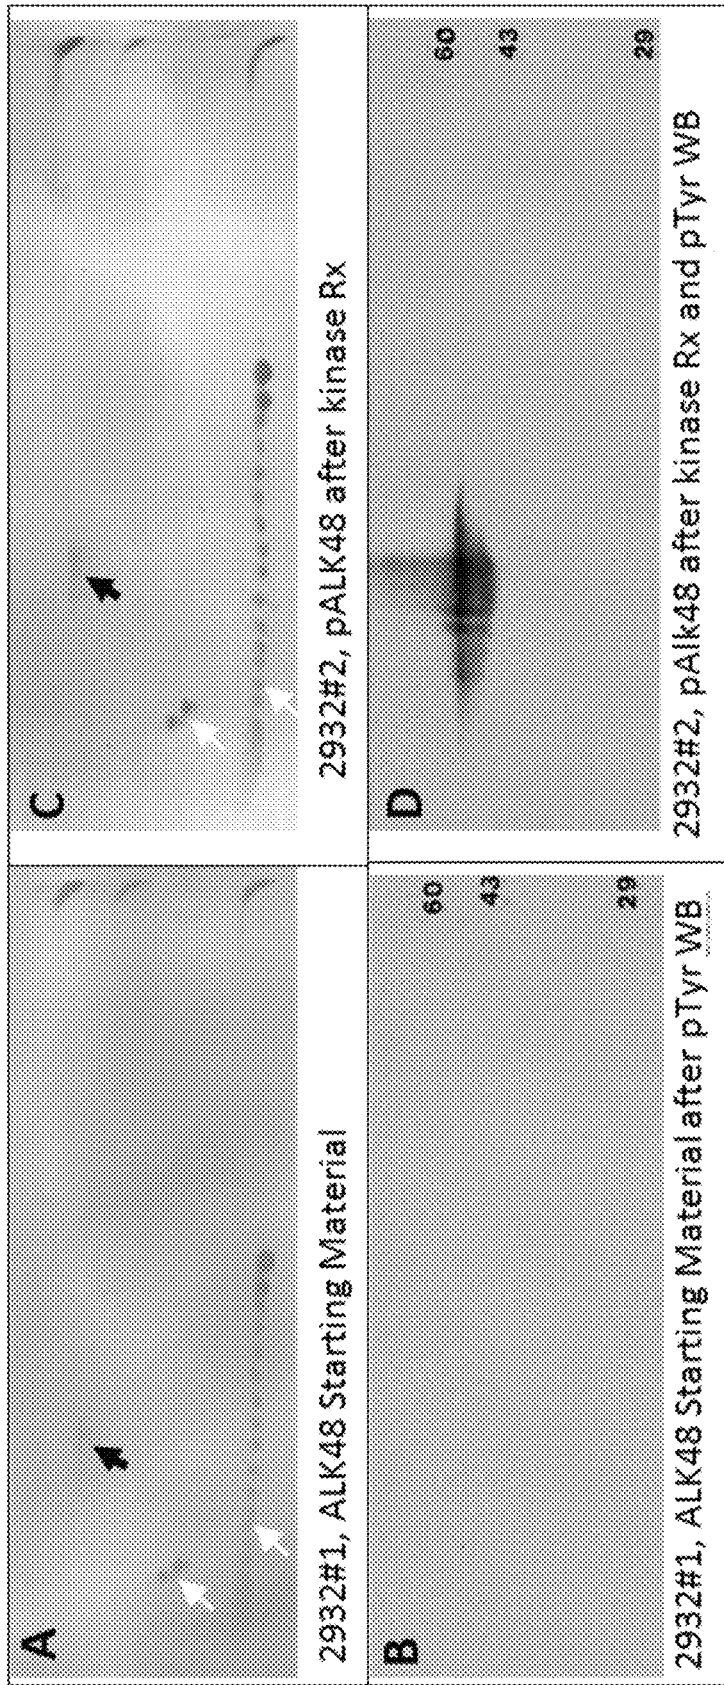 A
2932#1, ALK48 Starting Material
B
60
43
29
2932#1, ALK48 Starting Material after pTyr WB
C
2932#2, pALK48 after kinase Rx
D
60
43
29
2932#2, pAlk48 after kinase Rx and pTyr WB